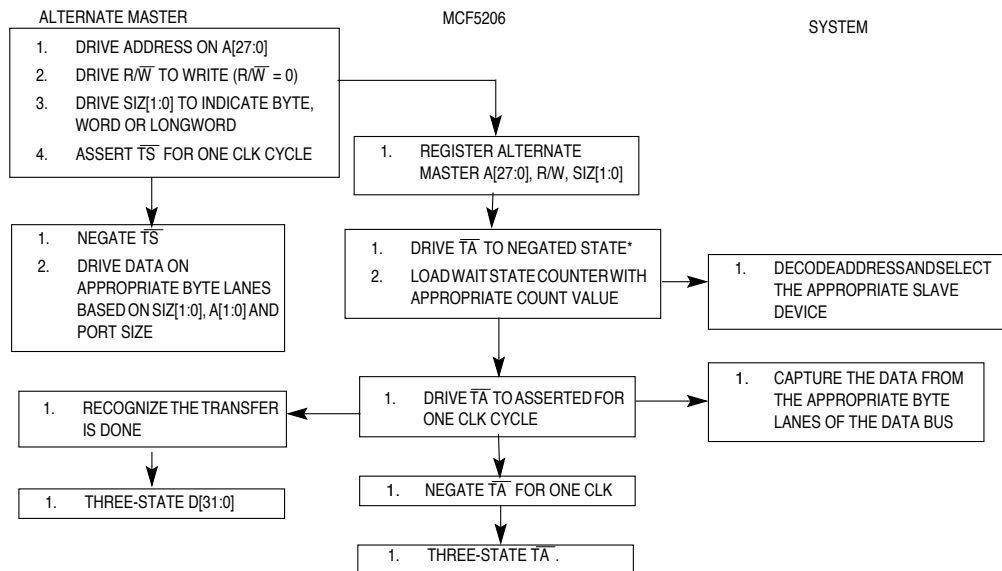 ALTERNATE MASTER
MCF5206
SYSTEM
1. DRIVE ADDRESS ON A[27:0]
2. DRIVE R/W̅ TO WRITE (R/W̅ = 0)
3. DRIVE SIZ[1:0] TO INDICATE BYTE,
WORD OR LONGWORD
4. ASSERT T̅S̅ FOR ONE CLK CYCLE
1. REGISTER ALTERNATE
MASTER A[27:0], R/W, SIZ[1:0]
1. NEGATE T̅S̅
2. DRIVE DATA ON
APPROPRIATE BYTE LANES
BASED ON SIZ[1:0], A[1:0] AND
PORT SIZE
1. DRIVE T̅A̅ TO NEGATED STATE*
2. LOAD WAIT STATE COUNTER WITH
APPROPRIATE COUNT VALUE
1. DECODEADDRESSANDSELECT
THE APPROPRIATE SLAVE
DEVICE
1. RECOGNIZE THE TRANSFER
IS DONE
1. DRIVE T̅A̅ TO ASSERTED FOR
ONE CLK CYCLE
1. CAPTURE THE DATA FROM
THE APPROPRIATE BYTE
LANES OF THE DATA BUS
1. THREE-STATE D[31:0]
1. NEGATE T̅A̅ FOR ONE CLK
1. THREE-STATE T̅A̅.